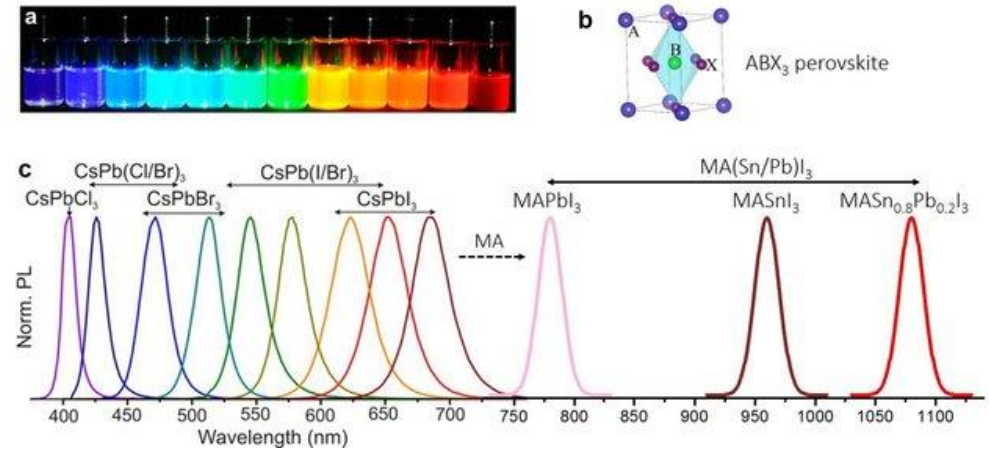 a
b
A
B
X
ABX₃ perovskite
c
CsPb(Cl/Br)₃
CsPb(I/Br)₃
MA(Sn/Pb)I₃
CsPbCl₃
CsPbBr₃
CsPbI₃
MAPbI₃
MASnI₃
MASn₀.₈Pb₀.₂I₃
MA
Norm. PL
400 450 500 550 600 650 700 750 800 850 900 950 1000 1050 1100
Wavelength (nm)